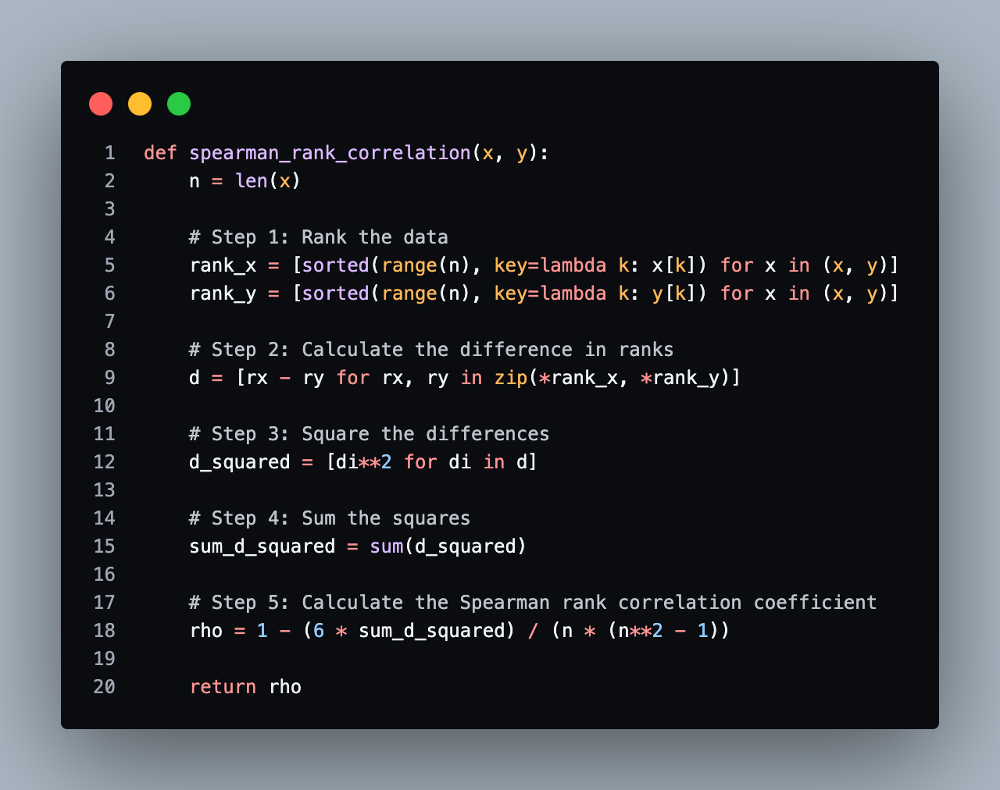 1 def spearman_rank_correlation(x, y):
2     n = len(x)
3
4     # Step 1: Rank the data
5     rank_x = [sorted(range(n), key=lambda k: x[k]) for x in (x, y)]
6     rank_y = [sorted(range(n), key=lambda k: y[k]) for x in (x, y)]
7
8     # Step 2: Calculate the difference in ranks
9     d = [rx - ry for rx, ry in zip(*rank_x, *rank_y)]
10
11     # Step 3: Square the differences
12     d_squared = [di**2 for di in d]
13
14     # Step 4: Sum the squares
15     sum_d_squared = sum(d_squared)
16
17     # Step 5: Calculate the Spearman rank correlation coefficient
18     rho = 1 - (6 * sum_d_squared) / (n * (n**2 - 1))
19
20     return rho